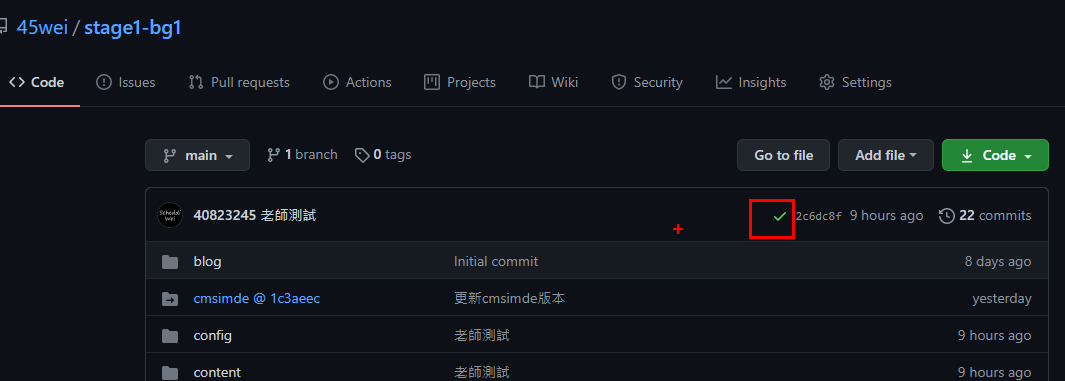 45wei / stage1-bg1
Code Issues Pull requests Actions Projects Wiki Security Insights Settings
main 1 branch 0 tags Go to file Add file Code
40823245 老師測試 2c6dc8f 9 hours ago 22 commits
blog Initial commit 8 days ago
cmsimde @ 1c3aeec 更新cmsimde版本 yesterday
config 老師測試 9 hours ago
content 老師測試 9 hours ago